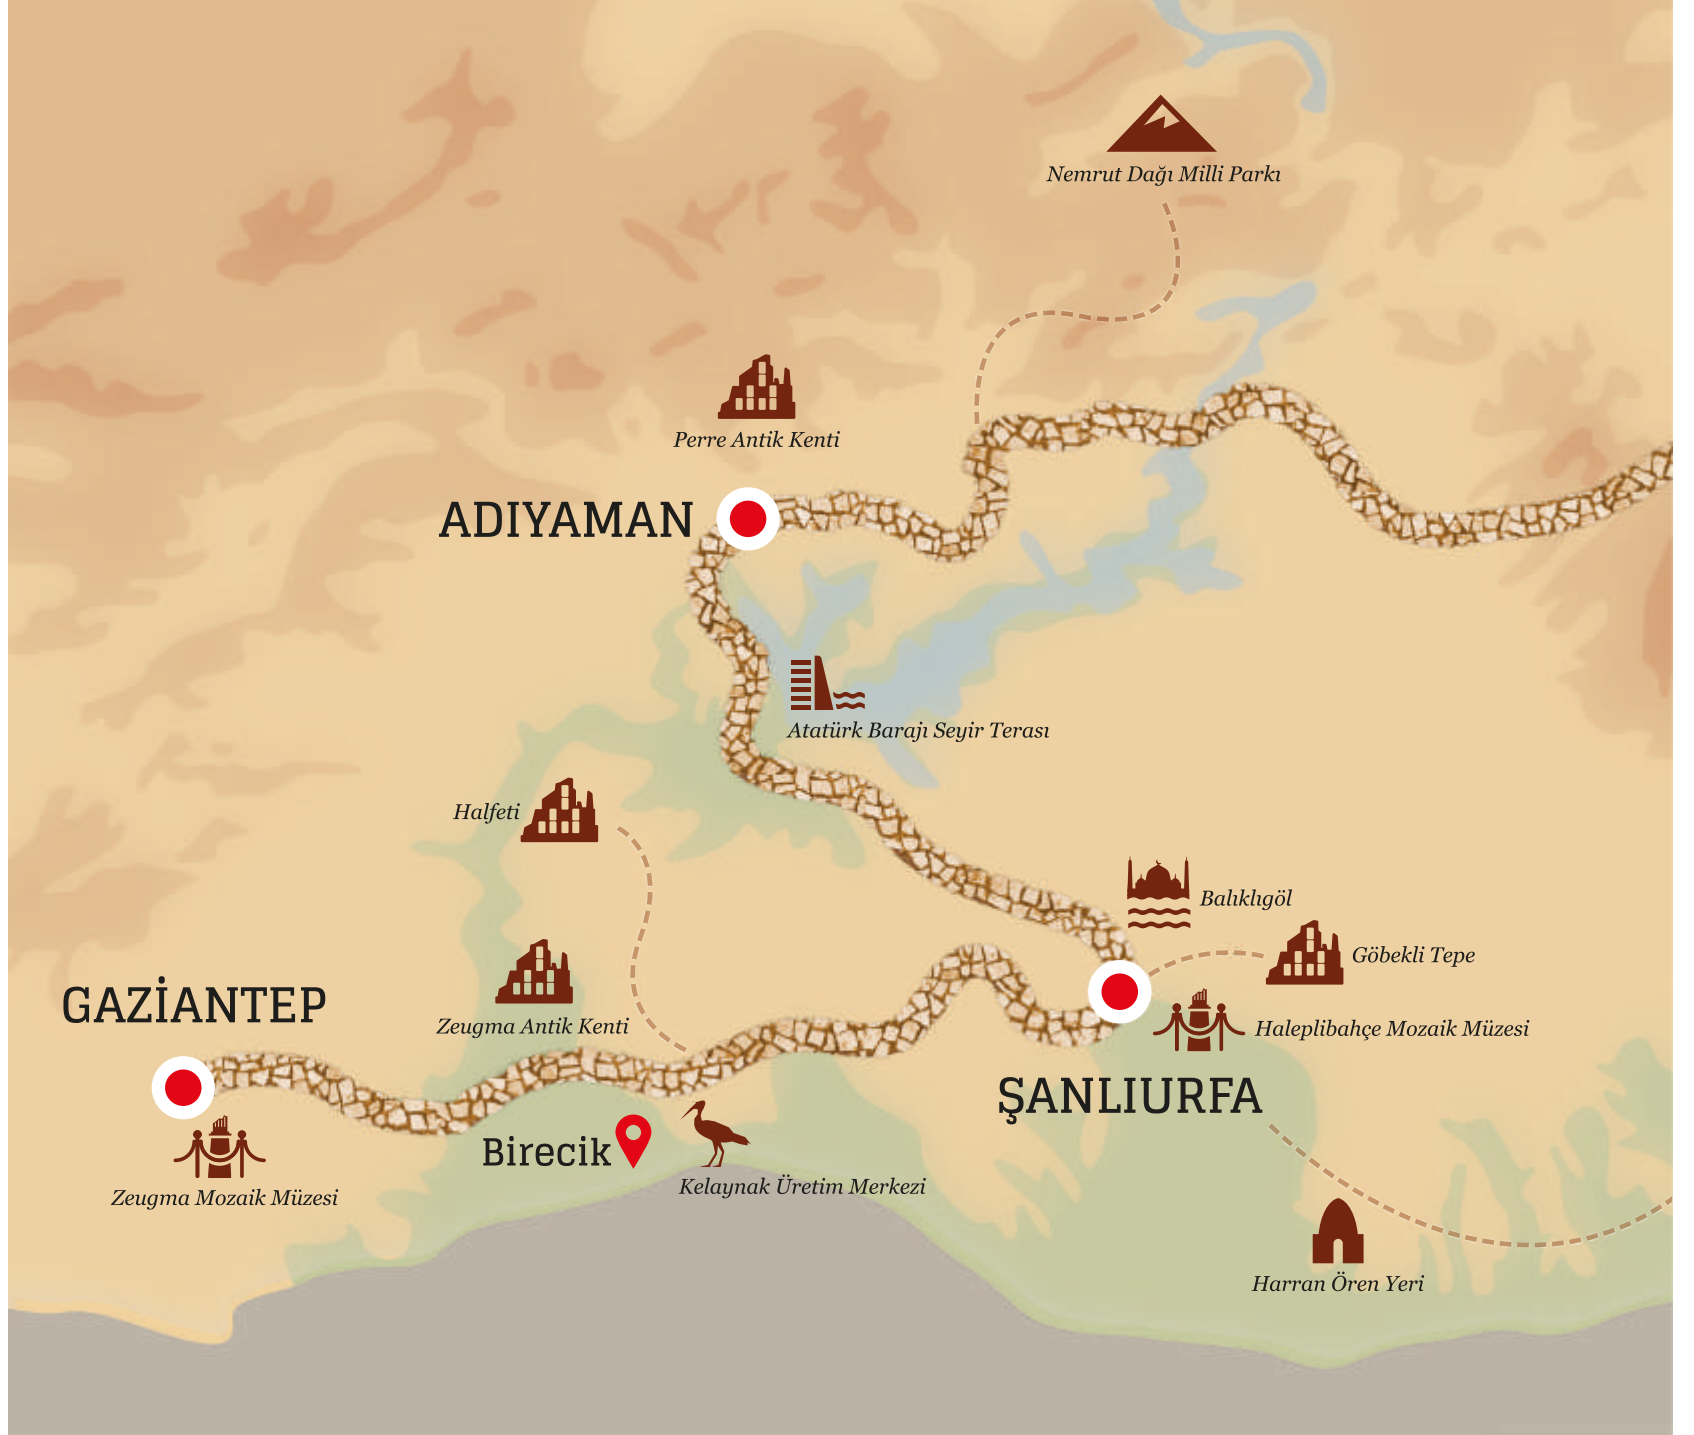 Nemrut Dağı Milli Parkı
Perre Antik Kenti
ADIYAMAN
Atatürk Barajı Seyir Terası
Halfeti
Balıklıgöl
Göbekli Tepe
GAZİANTEP
Zeugma Antik Kenti
Haleplibahçe Mozaik Müzesi
ŞANLIURFA
Birecik
Kelaynak Üretim Merkezi
Zeugma Mozaik Müzesi
Harran Ören Yeri